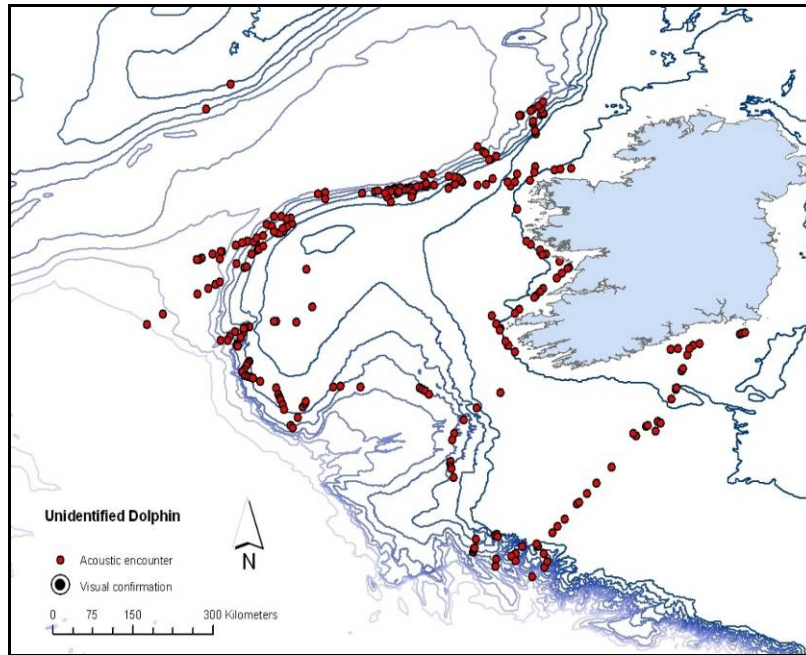 Unidentified Dolphin
Acoustic encounter
Visual confirmation
N
0 75 150 300 Kilometers